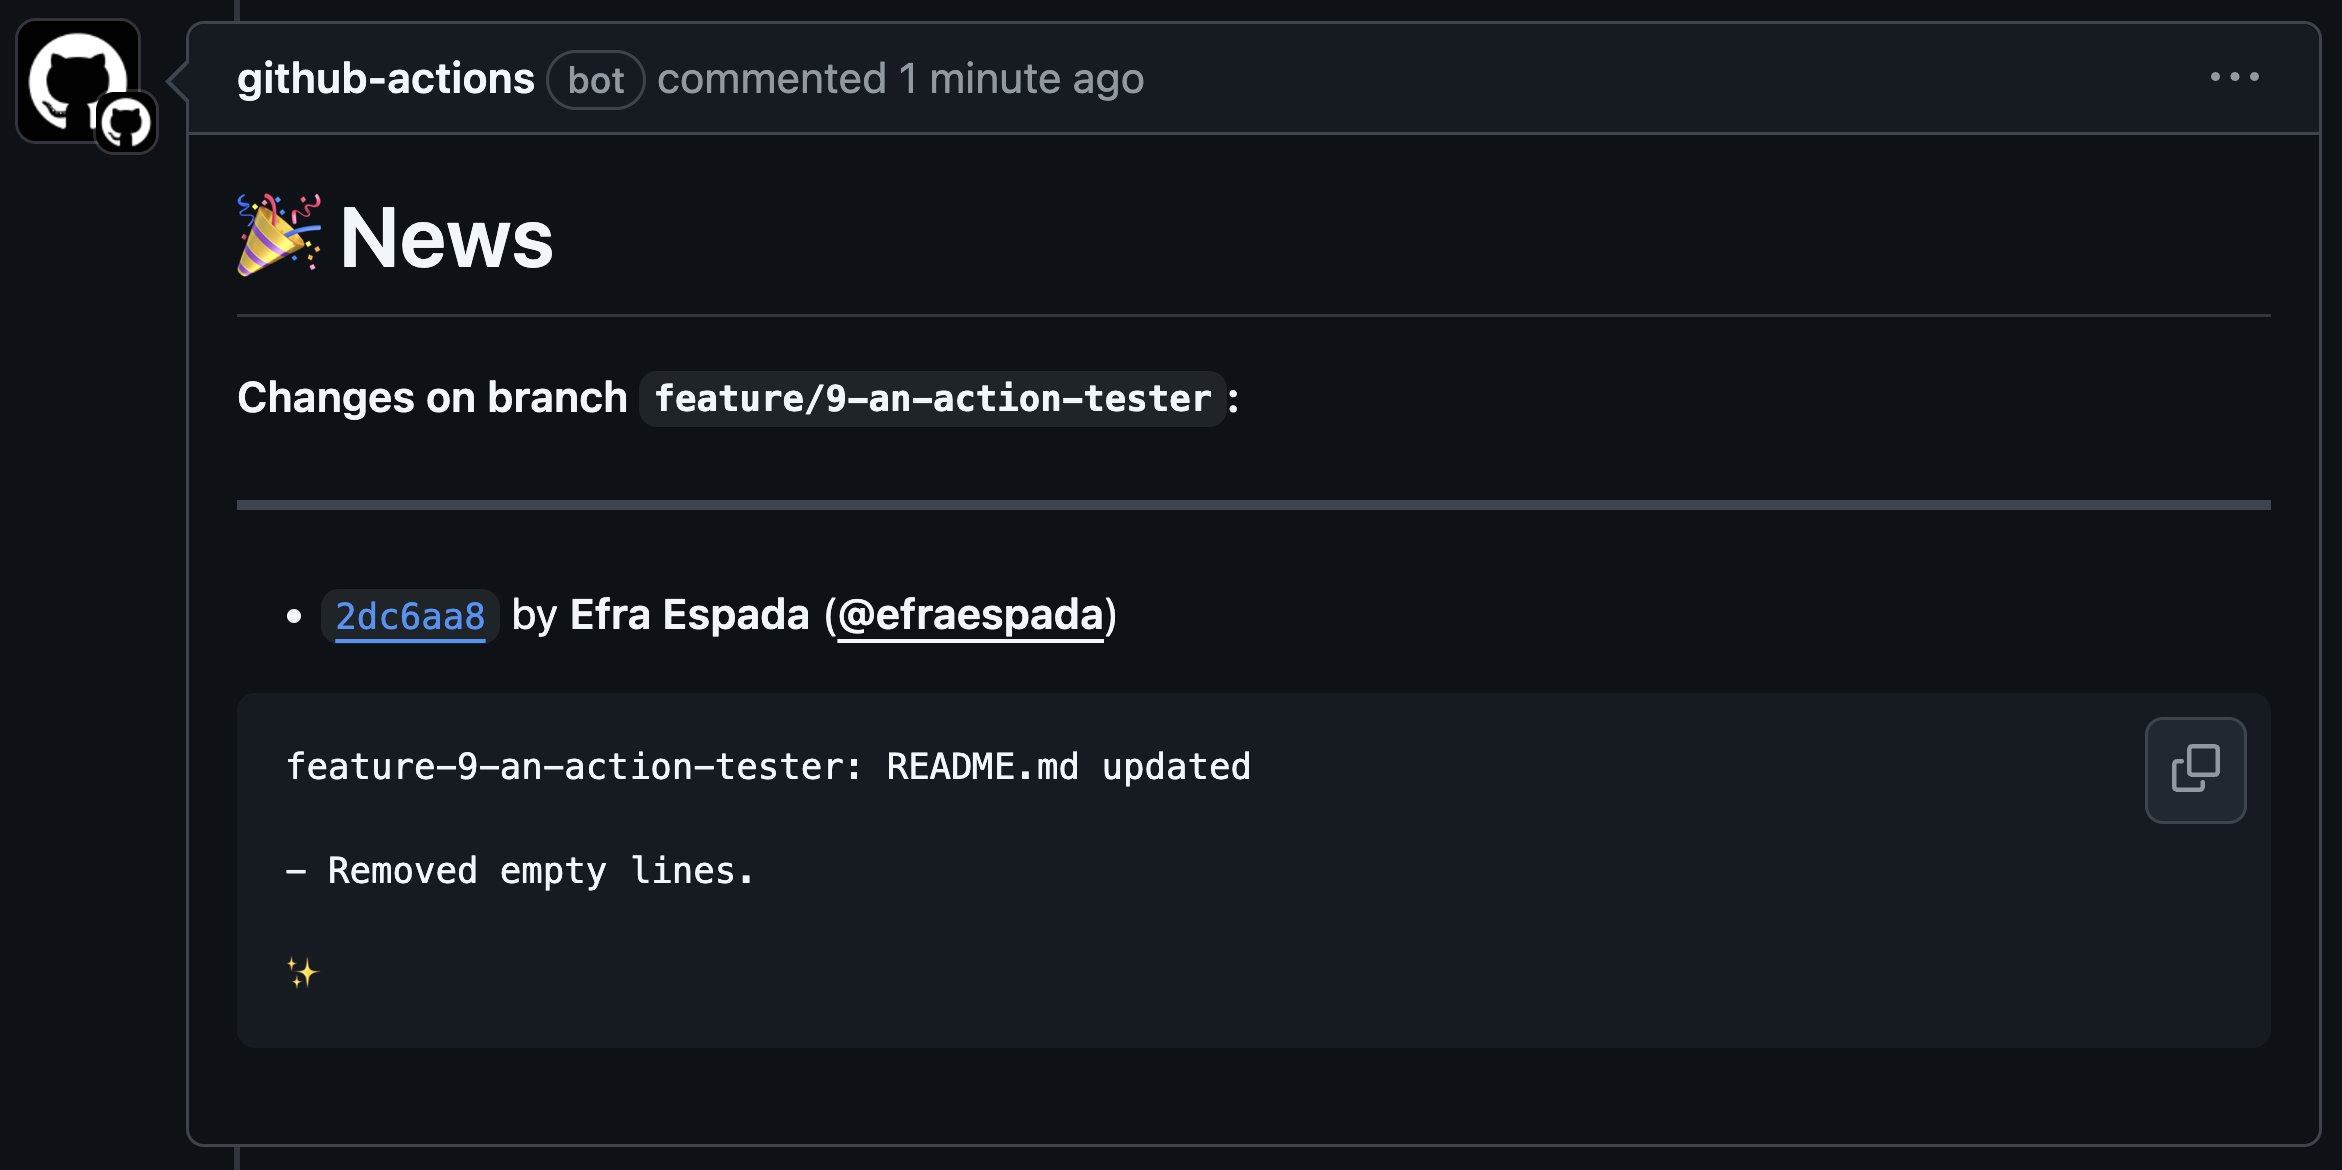 github-actions bot commented 1 minute ago
🎉 News
Changes on branch feature/9-an-action-tester:
• 2dc6aa8 by Efra Espada (@efraespada)
feature-9-an-action-tester: README.md updated
- Removed empty lines.
✨